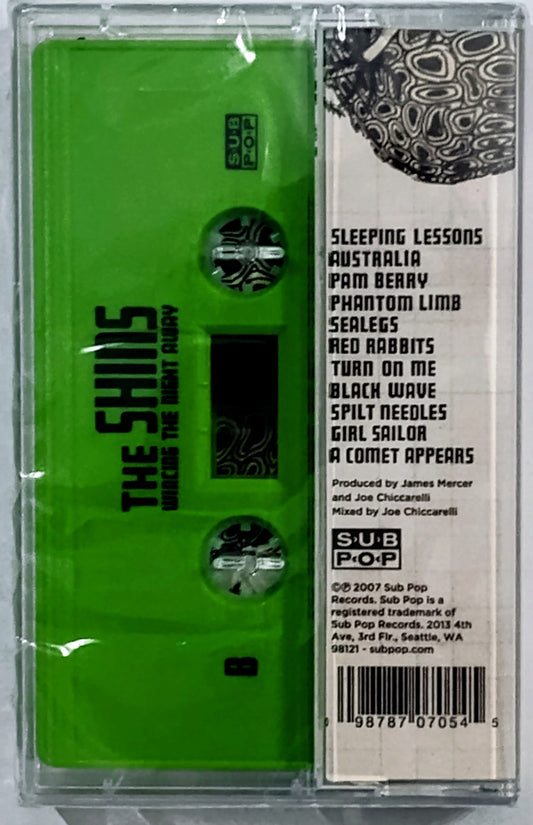 SUB
POP
THE SHINS
WINCING THE NIGHT AWAY
B
SLEEPING LESSONS
AUSTRALIA
PAM BERRY
PHANTOM LIMB
SEALEGS
RED RABBITS
TURN ON ME
BLACK WAVE
SPILT NEEDLES
GIRL SAILOR
A COMET APPEARS
Produced by James Mercer
and Joe Chiccarelli
Mixed by Joe Chiccarelli
SUB
POP
©℗ 2007 Sub Pop
Records. Sub Pop is a
registered trademark of
Sub Pop Records. 2013 4th
Ave, 3rd Flr., Seattle, WA
98121 - subpop.com
0 98787 07054 5